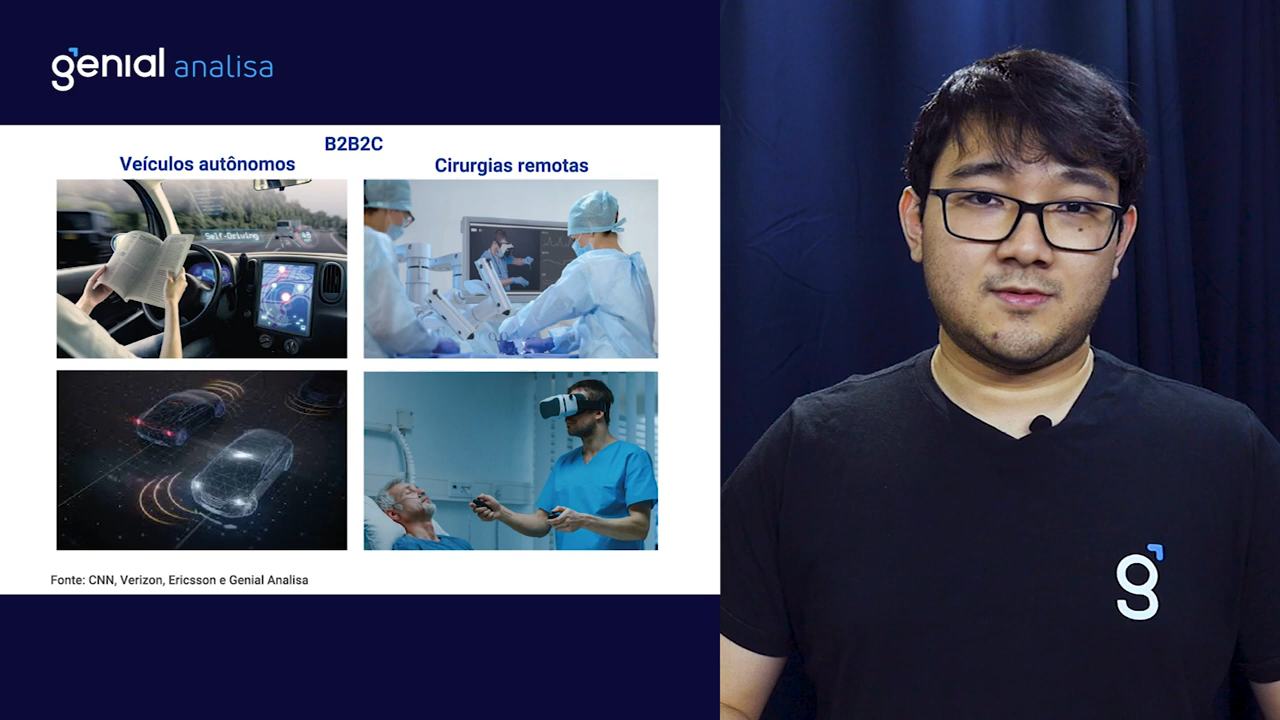 genial analisa
B2B2C
Veículos autônomos
Cirurgias remotas
Self-Driving
Fonte: CNN, Verizon, Ericsson e Genial Analisa
g